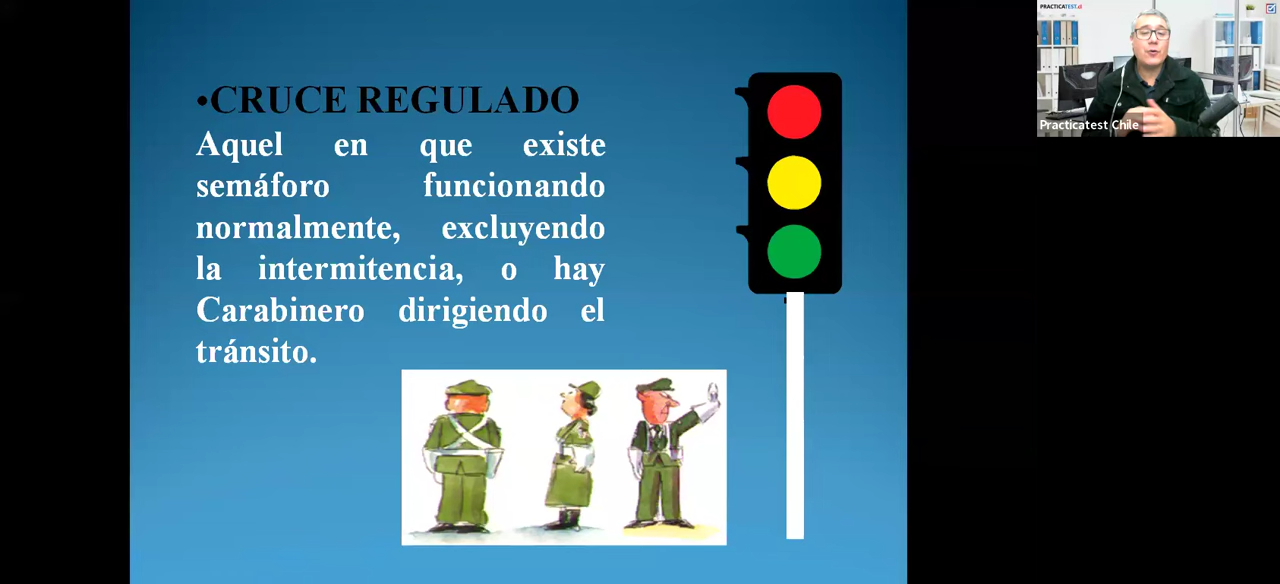 •CRUCE REGULADO
Aquel en que existe
semáforo funcionando
normalmente, excluyendo
la intermitencia, o hay
Carabinero dirigiendo el
tránsito.
PRACTICATEST.cl
Practicatest Chile